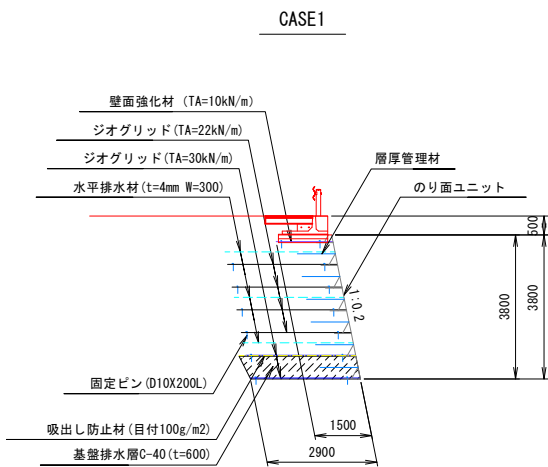 CASE1
壁面強化材 (TA=10kN/m)
ジオグリッド(TA=22kN/m)
ジオグリッド(TA=30kN/m)
水平排水材(t=4mm W=300)
層厚管理材
のり面ユニット
600
3800
3800
1:0.2
固定ピン(D10X200L)
吸出し防止材(目付100g/m2)
基盤排水層C-40(t=600)
1500
2900